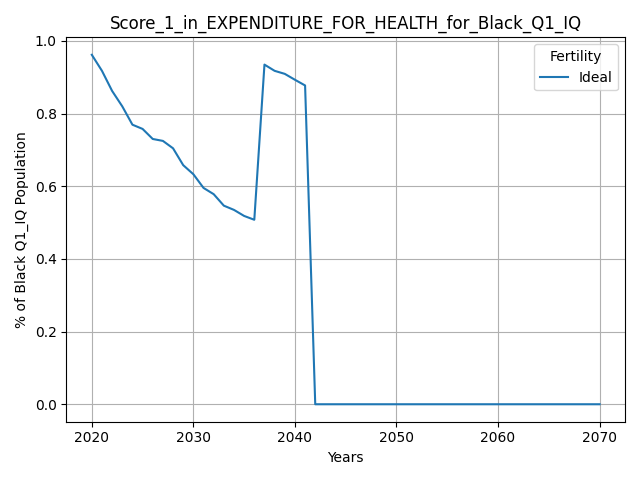 Score_1_in_EXPENDITURE_FOR_HEALTH_for_Black_Q1_IQ
Fertility
Ideal
1.0
0.8
0.6
0.4
0.2
0.0
% of Black Q1_IQ Population
2020 2030 2040 2050 2060 2070
Years